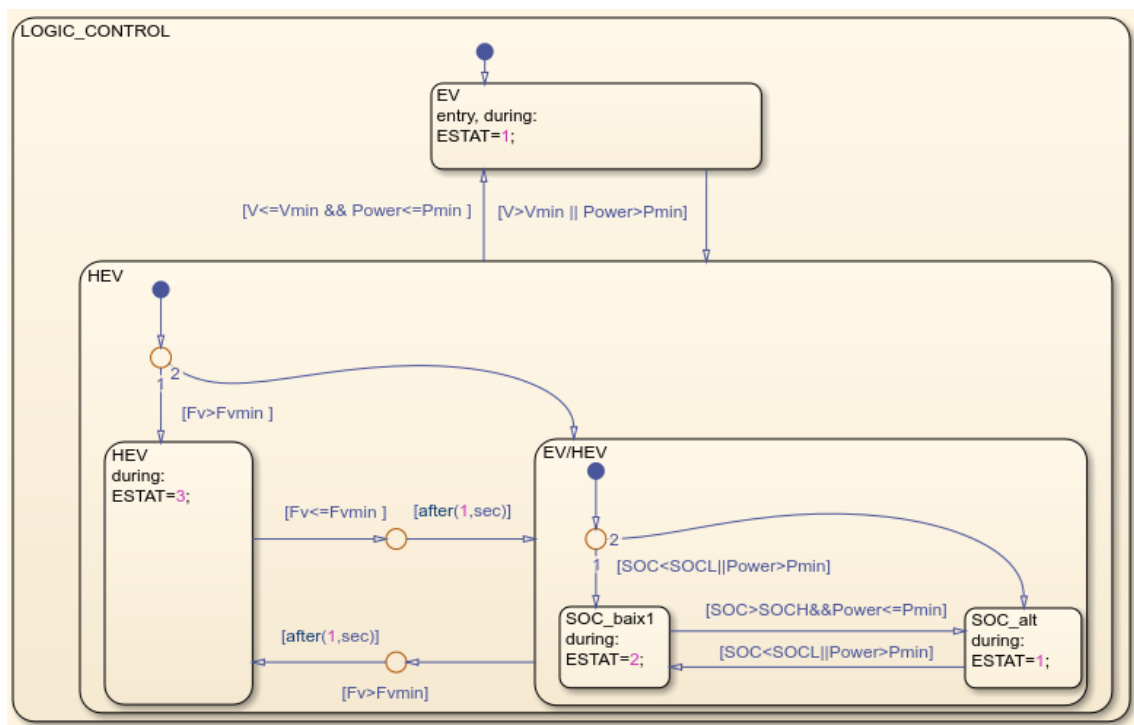 LOGIC_CONTROL
EV
entry, during:
ESTAT=1;
[V<=Vmin && Power<=Pmin ]
[V>Vmin || Power>Pmin]
HEV
2
1
[Fv>Fvmin ]
HEV
during:
ESTAT=3;
[Fv<=Fvmin ]
[after(1,sec)]
[after(1,sec)]
[Fv>Fvmin]
EV/HEV
2
1
[SOC<SOCL||Power>Pmin]
SOC_baix1
during:
ESTAT=2;
[SOC>SOCH&&Power<=Pmin]
[SOC<SOCL||Power>Pmin]
SOC_alt
during:
ESTAT=1;